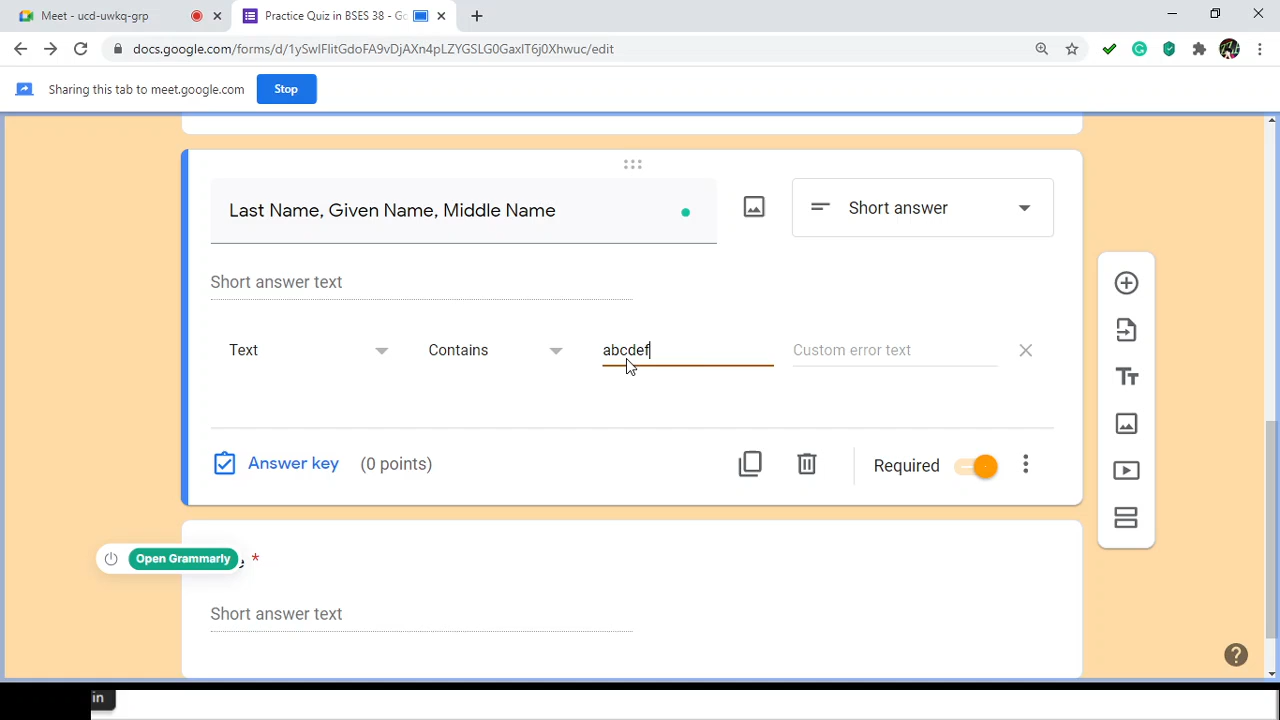 Meet - ucd-uwkq-grp
Practice Quiz in BSES 38 - Go
docs.google.com/forms/d/1ySwIFlitGdoFA9vDjAXn4pLZYGSLG0GaxIT6j0Xhwuc/edit
Sharing this tab to meet.google.com
Stop
Last Name, Given Name, Middle Name
Short answer
Short answer text
Text
Contains
abcdef
Custom error text
Answer key (0 points)
Required
Open Grammarly
*
Short answer text
in